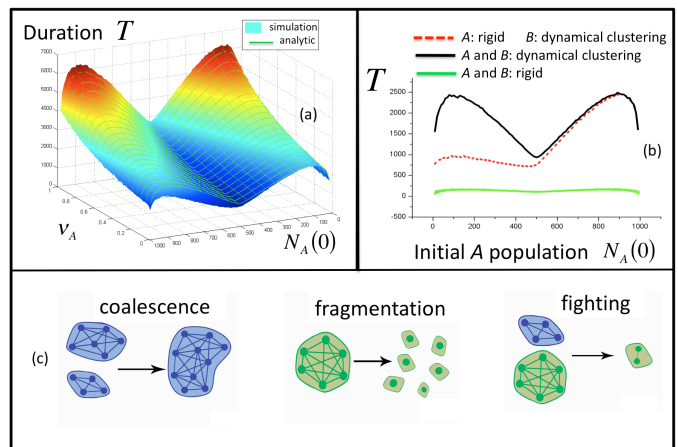 Duration T
simulation
analytic
7000
6000
5000
4000
3000
2000
1000
0
(a)
1
0.8
0.6
0.4
0.2
0
ν_A
1000
900
800
700
600
500
400
300
200
100
0
N_A(0)
A: rigid B: dynamical clustering
A and B: dynamical clustering
A and B: rigid
T
2500
2000
1500
1000
500
0
-500
(b)
0 200 400 600 800 1000
Initial A population N_A(0)
coalescence
fragmentation
fighting
(c)